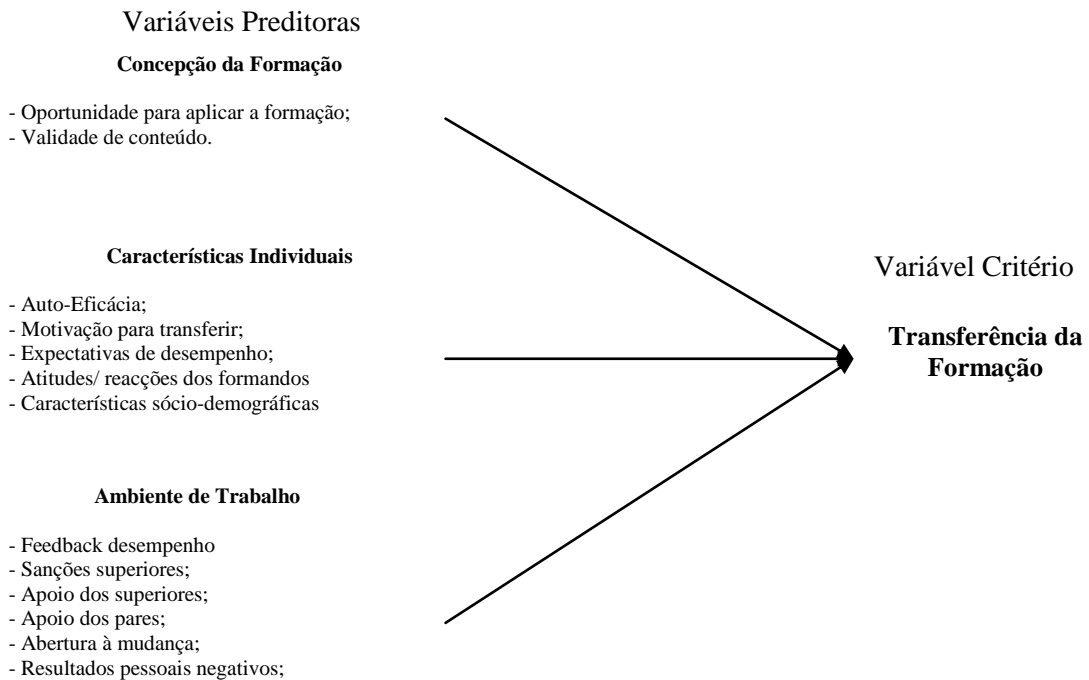 Variáveis Preditoras
Concepção da Formação
- Oportunidade para aplicar a formação;
- Validade de conteúdo.
Características Individuais
- Auto-Eficácia;
- Motivação para transferir;
- Expectativas de desempenho;
- Atitudes/ reacções dos formandos
- Características sócio-demográficas
Ambiente de Trabalho
- Feedback desempenho
- Sanções superiores;
- Apoio dos superiores;
- Apoio dos pares;
- Abertura à mudança;
- Resultados pessoais negativos;
Variável Critério
Transferência da
Formação